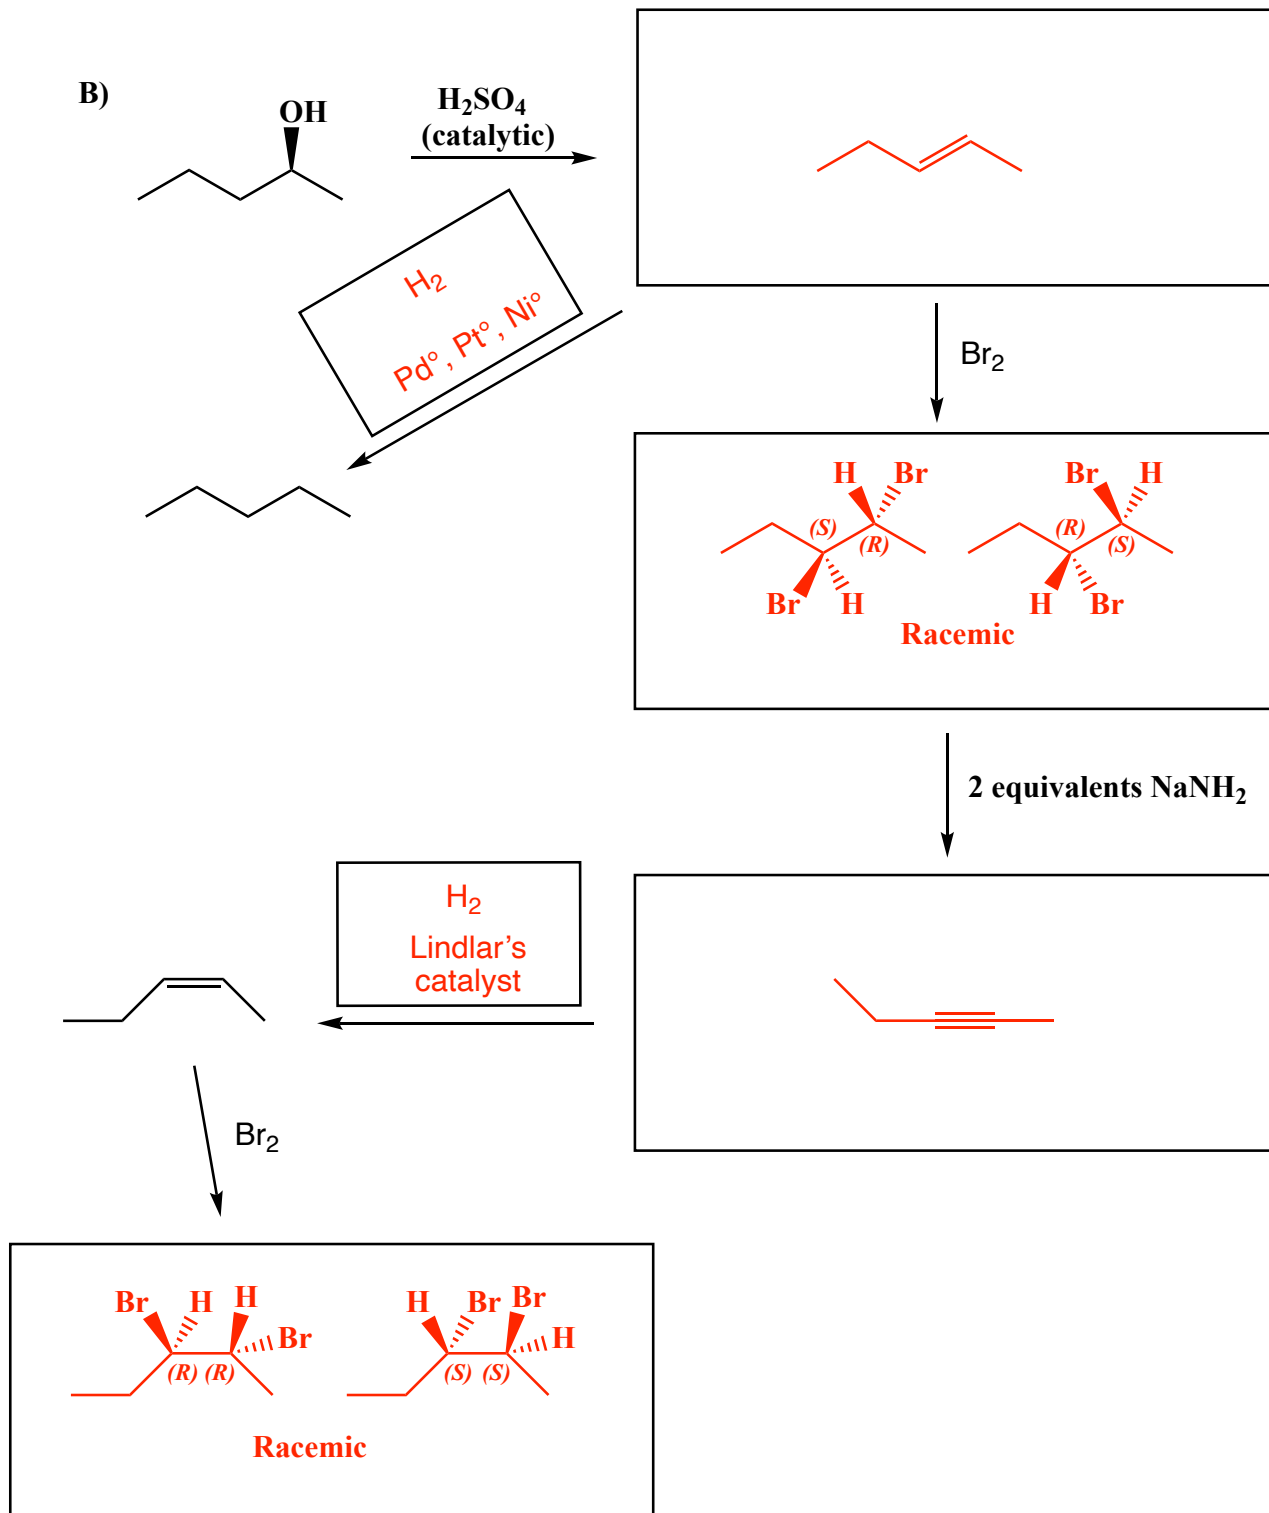 B)
OH
H₂SO₄
(catalytic)
H₂
Pd° , Pt° , Ni°
Br₂
H Br
Br H
(S)
(R)
(R)
(S)
Br H
H Br
Racemic
2 equivalents NaNH₂
H₂
Lindlar's
catalyst
Br₂
Br H H
Br
H Br Br
H
(R) (R)
(S) (S)
Racemic